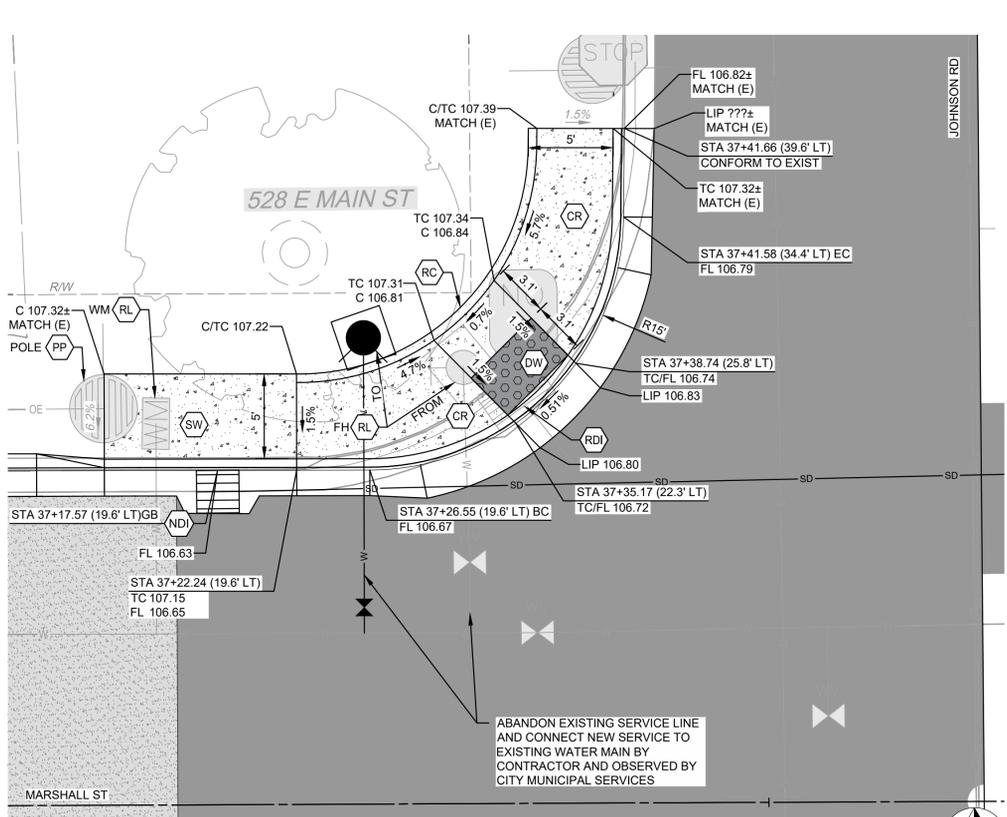 STOP
JOHNSON RD
FL 106.82±
MATCH (E)
C/TC 107.39
MATCH (E)
1.5%
LIP ???±
MATCH (E)
5'
STA 37+41.66 (39.6' LT)
CONFORM TO EXIST
TC 107.32±
MATCH (E)
528 E MAIN ST
TC 107.34
C 106.84
CR
5.7%
STA 37+41.58 (34.4' LT) EC
FL 106.79
RC
TC 107.31
C 106.81
R/W
3.1'
3.1'
0.7%
1.5%
R15'
C 107.32±
MATCH (E)
WM
RL
C/TC 107.22
POLE
PP
4.7%
1.5%
DW
STA 37+38.74 (25.8' LT)
TC/FL 106.74
LIP 106.83
TO
FROM
OE
6.2%
SW
5'
1.5%
FH
RL
CR
0.51%
RDI
LIP 106.80
SD
SD
SD
SD
SD
STA 37+35.17 (22.3' LT)
TC/FL 106.72
STA 37+17.57 (19.6' LT)GB
NDI
STA 37+26.55 (19.6' LT) BC
FL 106.67
FL 106.63
W
STA 37+22.24 (19.6' LT)
TC 107.15
FL 106.65
ABANDON EXISTING SERVICE LINE
AND CONNECT NEW SERVICE TO
EXISTING WATER MAIN BY
CONTRACTOR AND OBSERVED BY
CITY MUNICIPAL SERVICES
MARSHALL ST